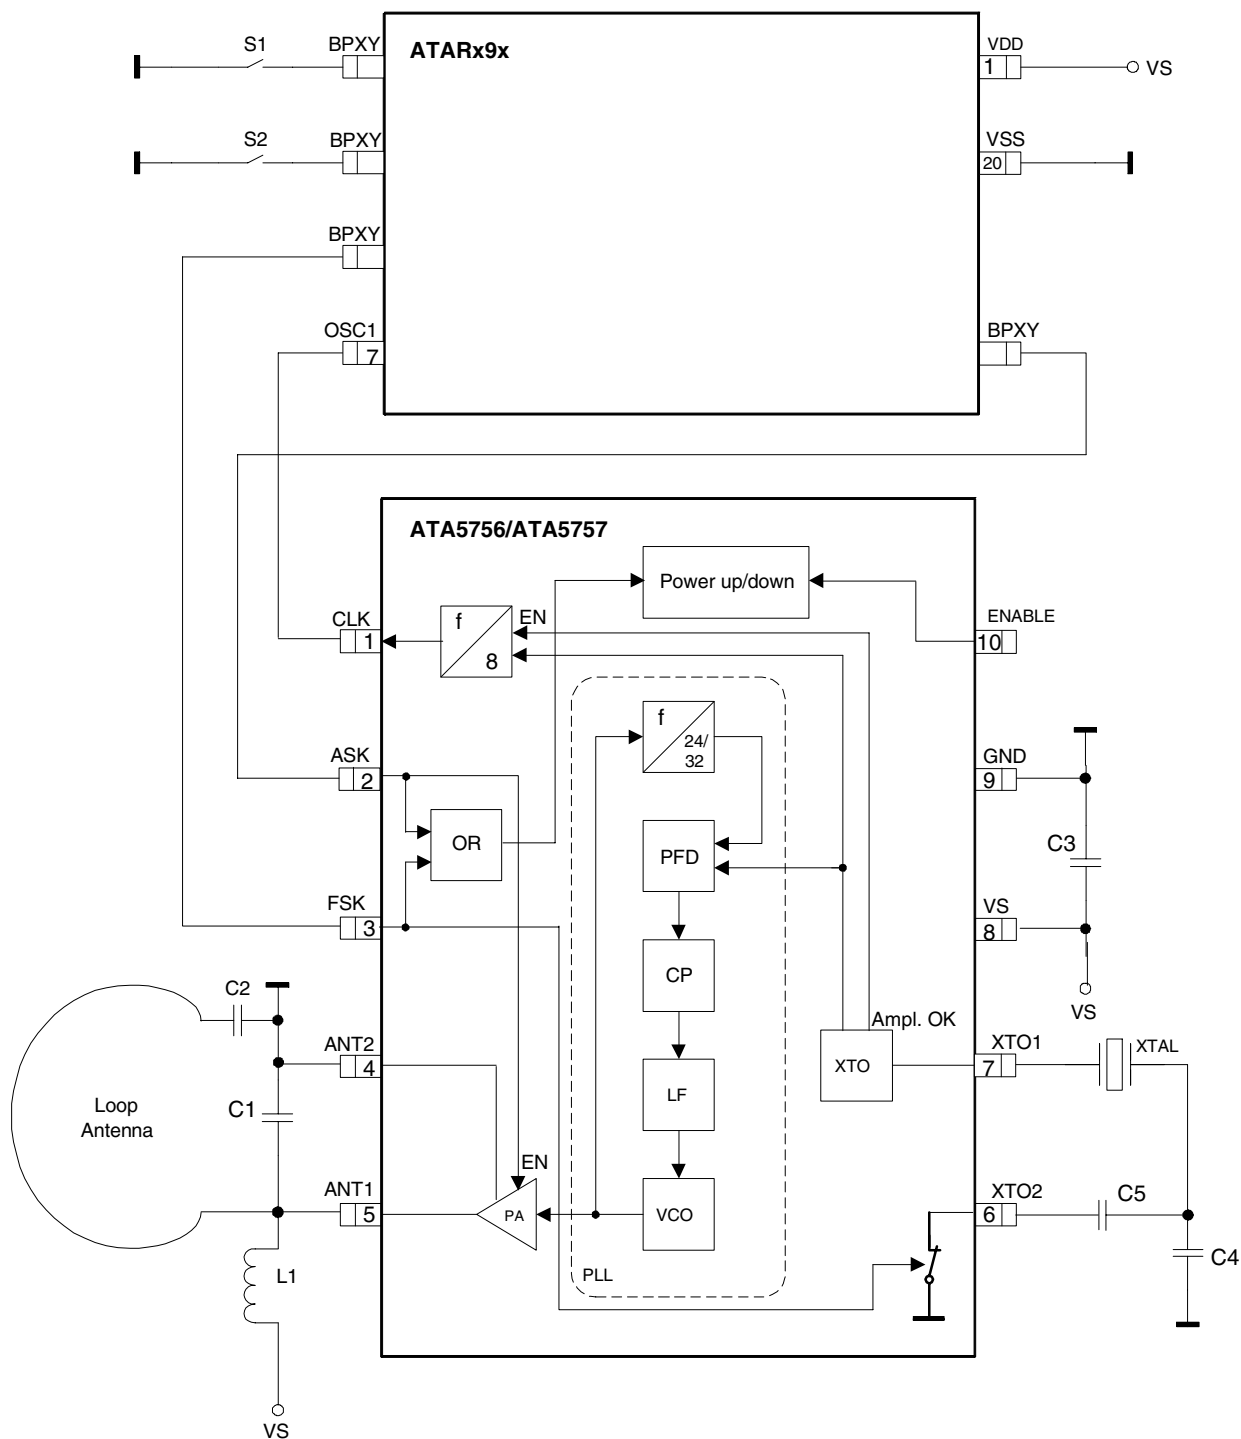 S1
BPXY
ATARx9x
VDD
1
VS
S2
BPXY
VSS
20
BPXY
OSC1
7
BPXY
ATA5756/ATA5757
Power up/down
CLK
1
f
8
EN
ENABLE
10
f
24/
32
ASK
2
GND
9
OR
PFD
C3
FSK
3
VS
8
CP
C2
VS
Ampl. OK
ANT2
4
XTO
XTO1
7
XTAL
Loop
Antenna
C1
LF
EN
ANT1
5
PA
VCO
XTO2
6
C5
C4
L1
PLL
VS